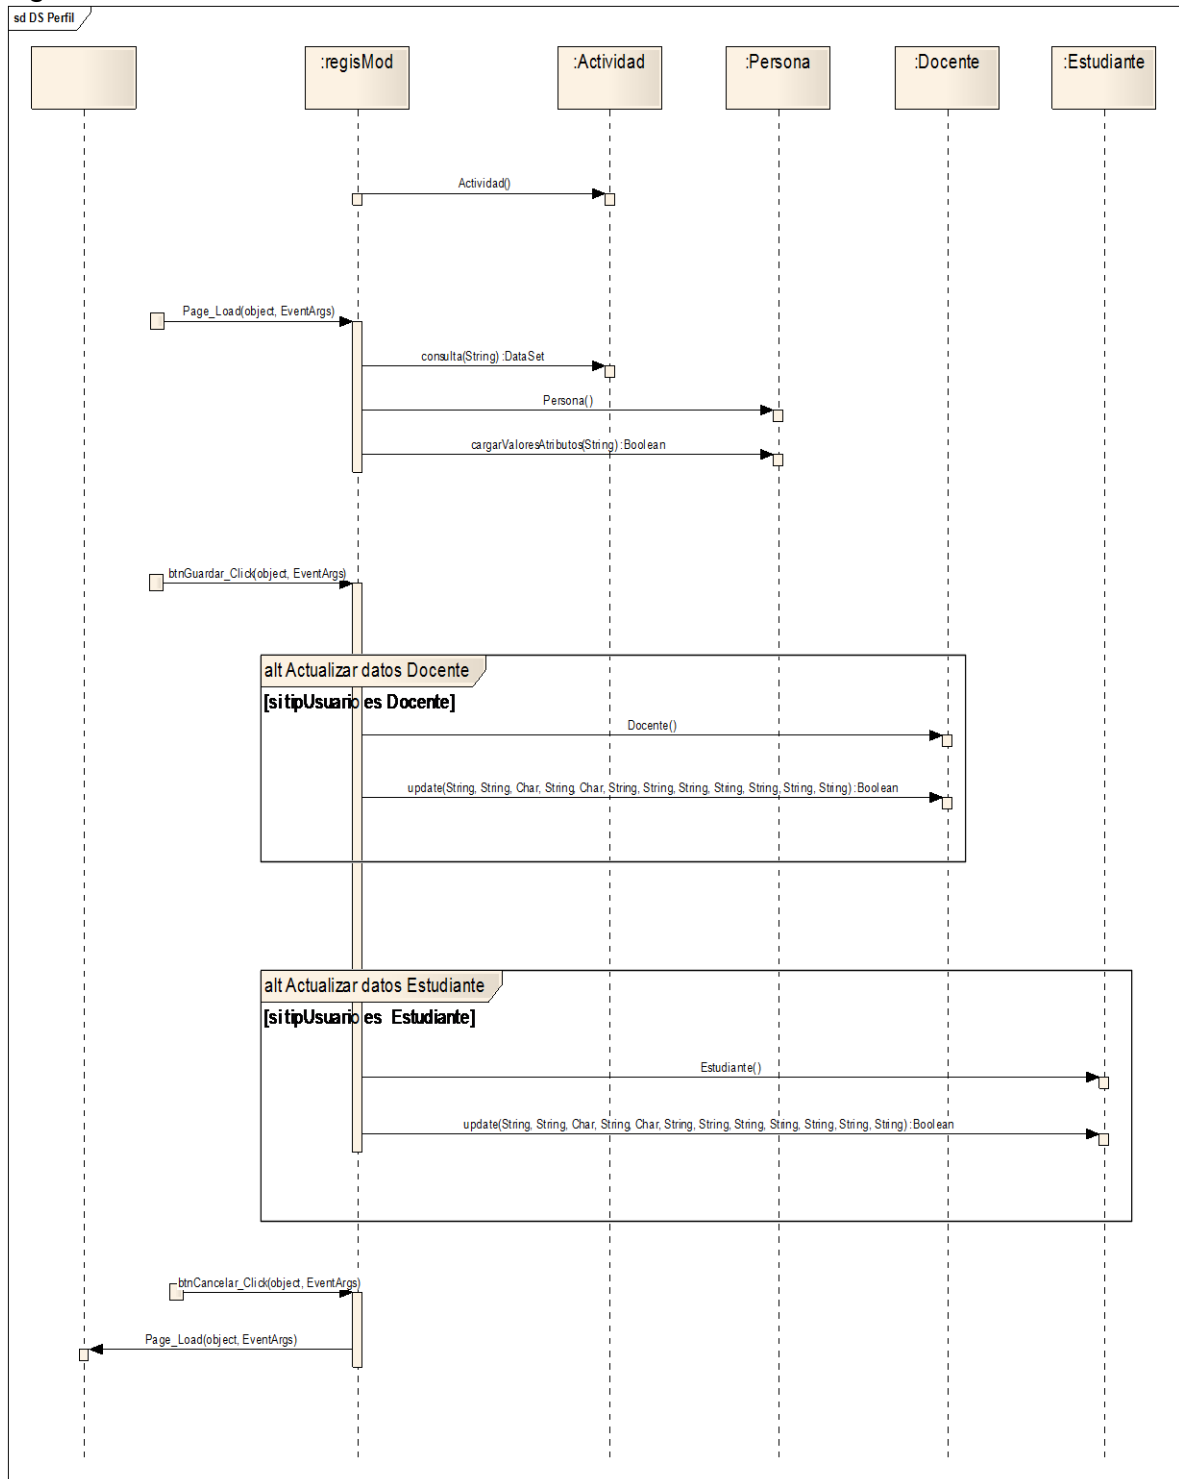 sd DS Perfil
:regisMod
:Actividad
:Persona
:Docente
:Estudiante
Actividad()
Page_Load(object, EventArgs)
consulta(String) :DataSet
Persona()
cargarValoresAtributos(String) :Boolean
btnGuardar_Click(object, EventArgs)
alt Actualizar datos Docente
[si tipUsuario es Docente]
Docente()
update(String, String, Char, String, Char, String, String, String, String, String, String, String) :Boolean
alt Actualizar datos Estudiante
[si tipUsuario es Estudiante]
Estudiante()
update(String, String, Char, String, Char, String, String, String, String, String, String, String) :Boolean
btnCancelar_Click(object, EventArgs)
Page_Load(object, EventArgs)